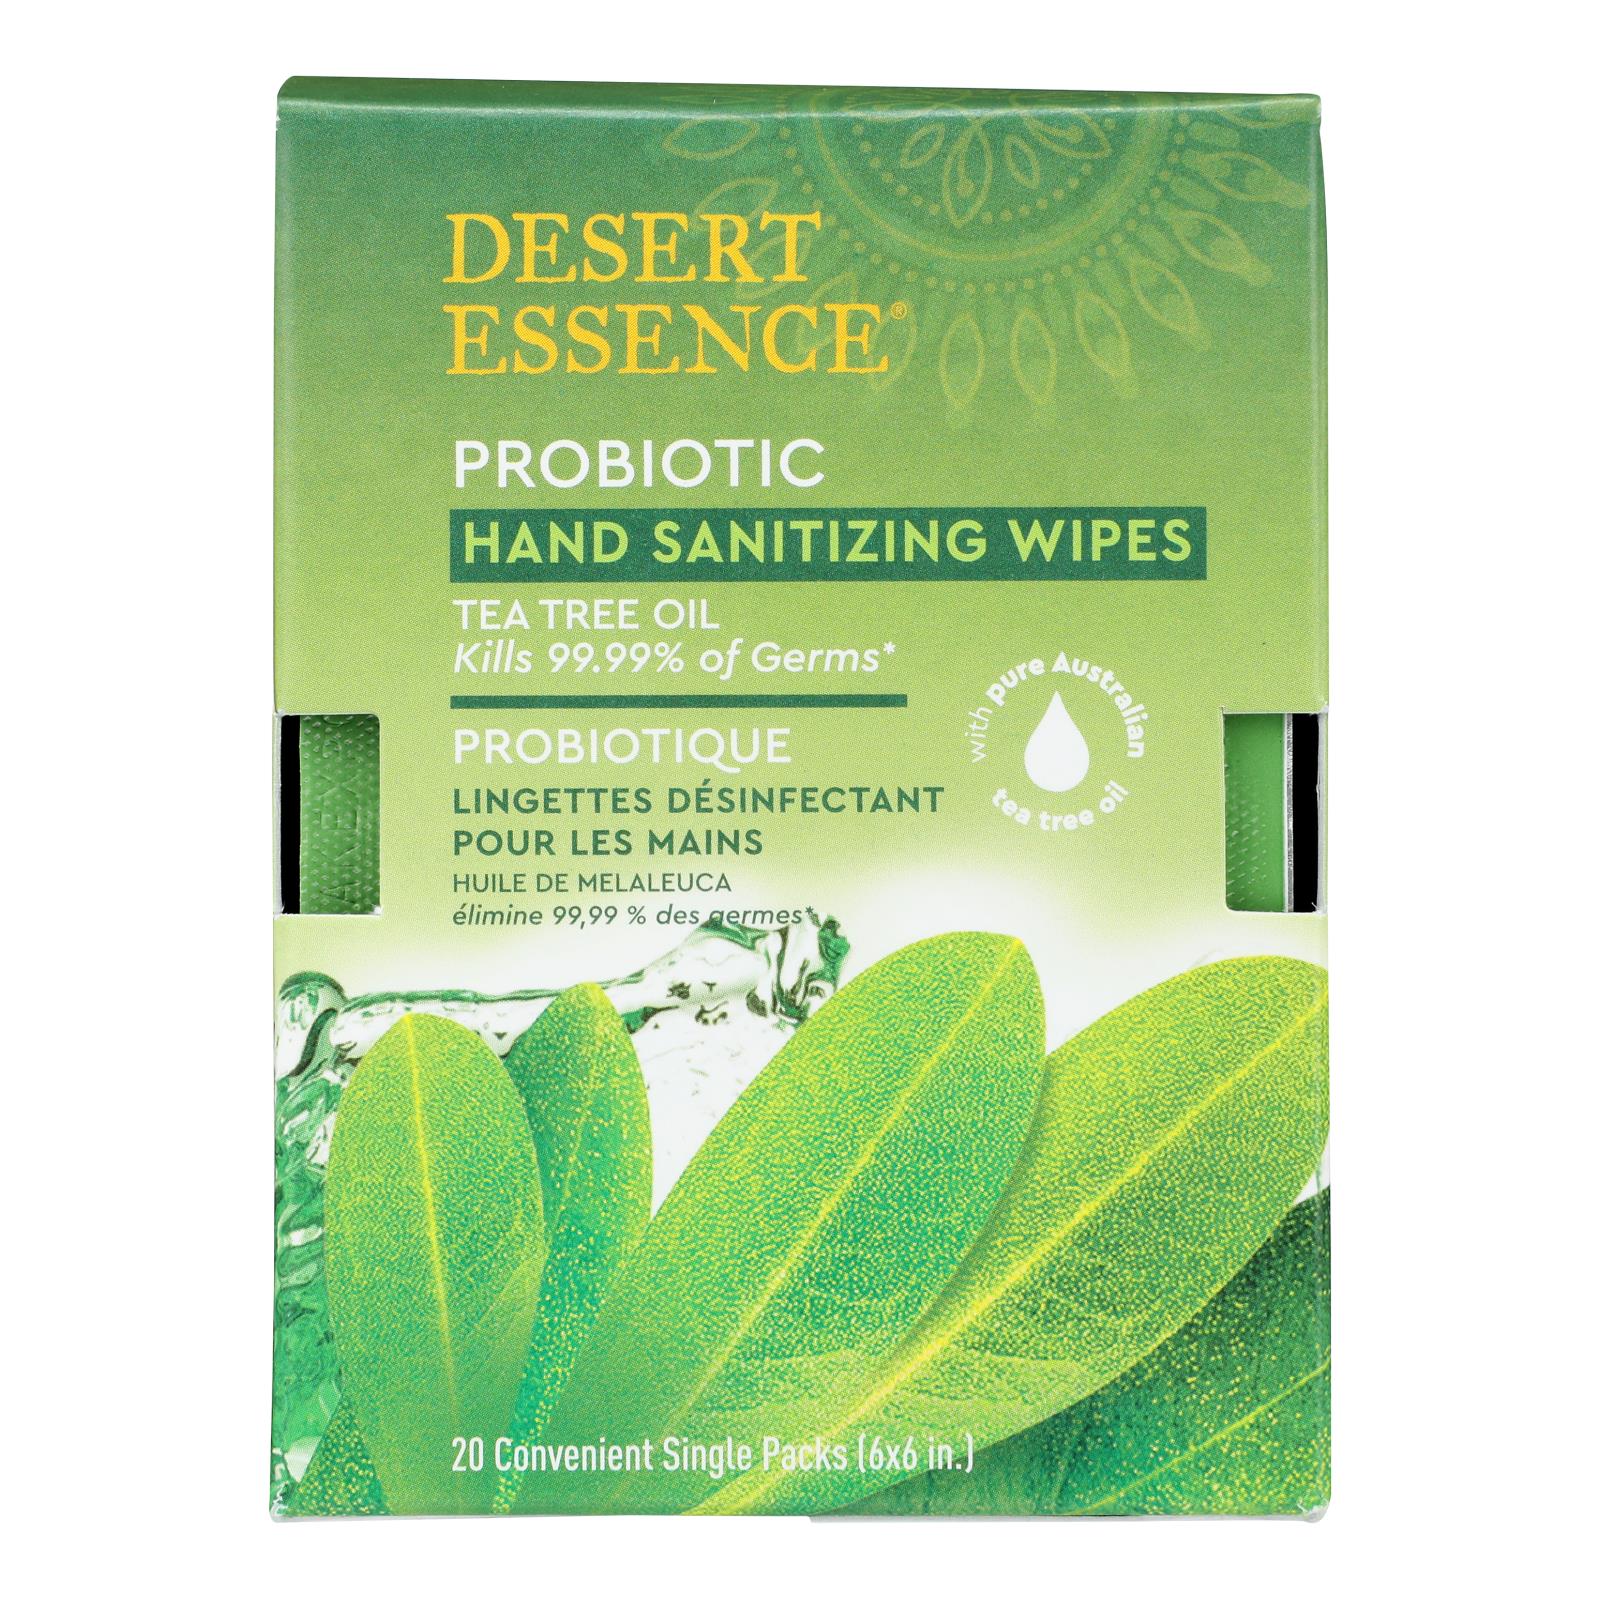 DESERT
ESSENCE®
PROBIOTIC
HAND SANITIZING WIPES
TEA TREE OIL
Kills 99.99% of Germs*
PROBIOTIQUE
LINGETTES DÉSINFECTANT
POUR LES MAINS
HUILE DE MELALEUCA
élimine 99,99 % des germes*
with pure Australian
tea tree oil
20 Convenient Single Packs (6x6 in.)